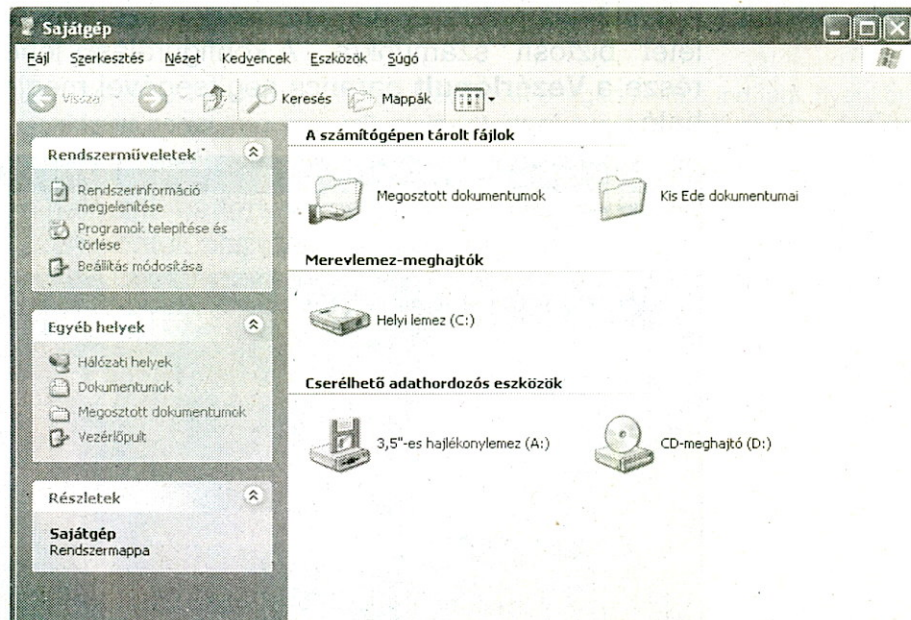 Sajátgép
Fájl Szerkesztés Nézet Kedvencek Eszközök Súgó
Vissza Keresés Mappák
Rendszerműveletek
Rendszerinformáció
megjelenítése
Programok telepítése és
törlése
Beállítás módosítása
Egyéb helyek
Hálózati helyek
Dokumentumok
Megosztott dokumentumok
Vezérlőpult
Részletek
Sajátgép
Rendszermappa
A számítógépen tárolt fájlok
Megosztott dokumentumok Kis Ede dokumentumai
Merevlemez-meghajtók
Helyi lemez (C:)
Cserélhető adathordozós eszközök
3,5"-es hajlékonylemez (A:) CD-meghajtó (D:)